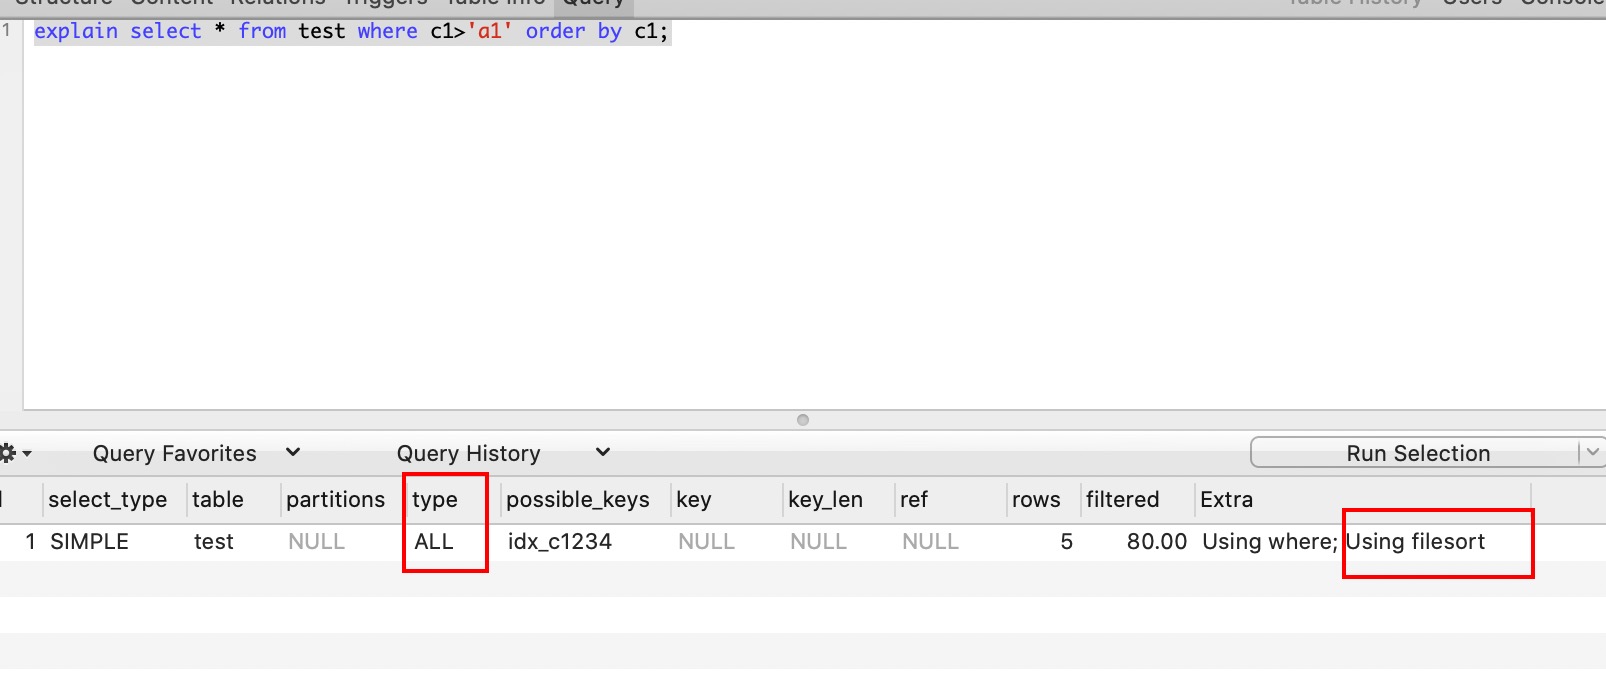 Structure Content Relations Triggers Table Info Query Table History Users Console
1 explain select * from test where c1>'a1' order by c1;
Query Favorites Query History Run Selection
select_type table partitions type possible_keys key key_len ref rows filtered Extra
1 SIMPLE test NULL ALL idx_c1234 NULL NULL NULL 5 80.00 Using where; Using filesort